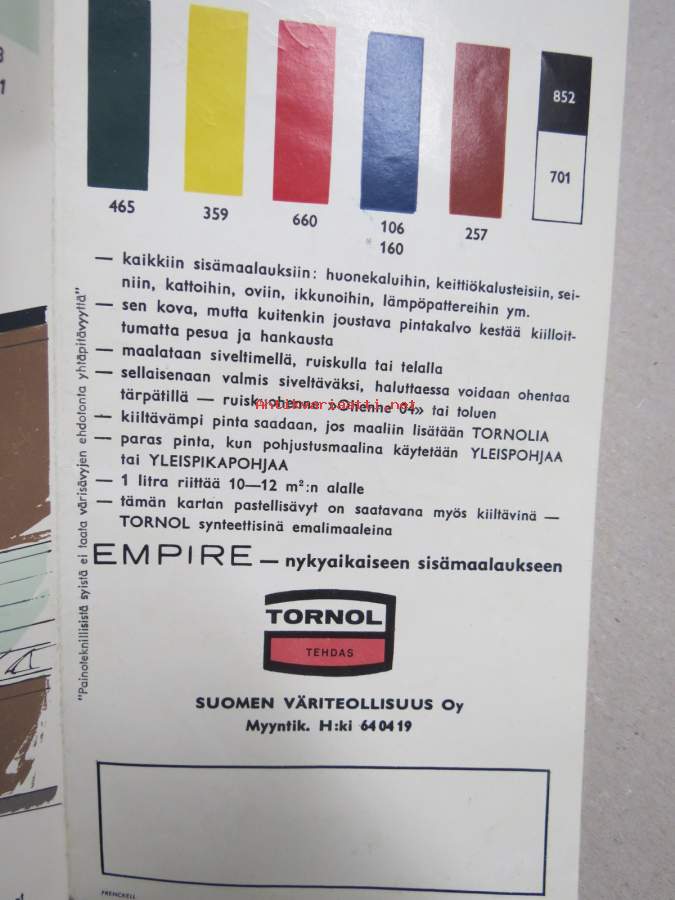 852
701
465
359
660
106
160
257
— kaikkiin sisämaalauksiin: huonekaluihin, keittiökalusteisiin, sei-
niin, kattoihin, oviin, ikkunoihin, lämpöpattereihin ym.
— sen kova, mutta kuitenkin joustava pintakalvo kestää kiilloit-
tumatta pesua ja hankausta
— maalataan siveltimellä, ruiskulla tai telalla
— sellaisenaan valmis siveltäväksi, haluttaessa voidaan ohentaa
tärpätillä — ruiskuohenne »Ohenne 64» tai toluen
— kiiltävämpi pinta saadaan, jos maaliin lisätään TORNOLIA
— paras pinta, kun pohjustusmaalina käytetään YLEISPOHJAA
tai YLEISPIKAPOHJAA
— 1 litra riittää 10—12 m²:n alalle
— tämän kartan pastellisävyt on saatavana myös kiiltävinä —
TORNOL synteettisinä emalimaaleina
EMPIRE — nykyaikaiseen sisämaalaukseen
TORNOL
TEHDAS
SUOMEN VÄRITEOLLISUUS Oy
Myyntik. H:ki 640419
"Painoteknillisistä syistä ei taata värisävyjen ehdotonta yhtäpitävyyttä"
FRENCKELL